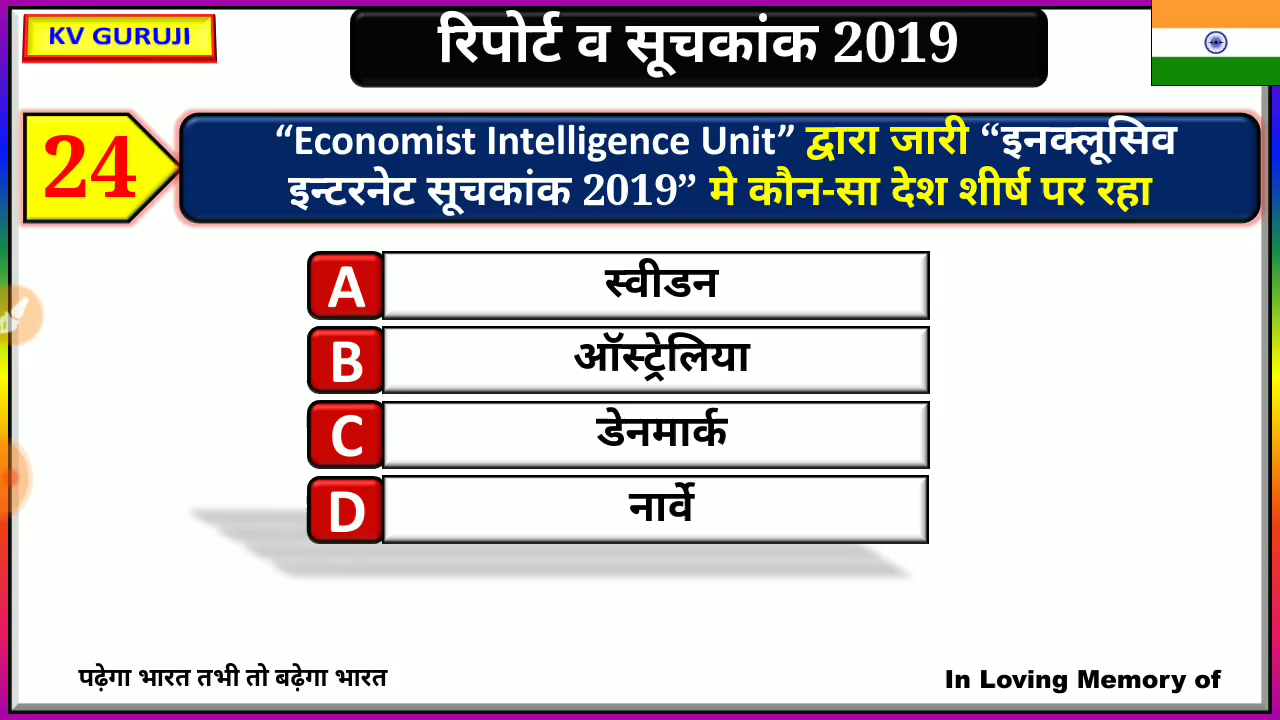 KV GURUJI
रिपोर्ट व सूचकांक 2019
24
“Economist Intelligence Unit” द्वारा जारी “इनक्लूसिव
इन्टरनेट सूचकांक 2019” मे कौन-सा देश शीर्ष पर रहा
A स्वीडन
B ऑस्ट्रेलिया
C डेनमार्क
D नार्वे
पढ़ेगा भारत तभी तो बढ़ेगा भारत
In Loving Memory of